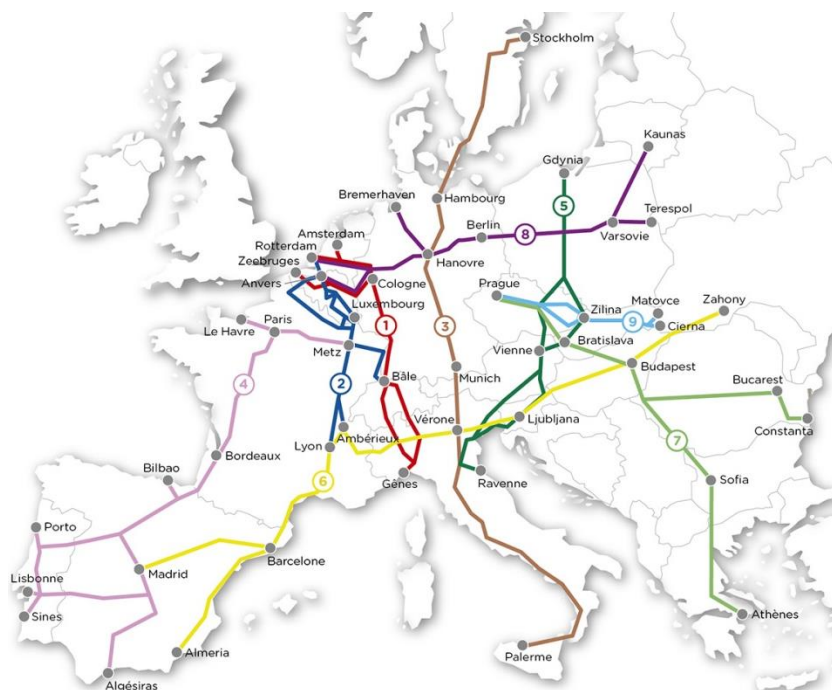 Stockholm
Kaunas
Gdynia
Bremerhaven
Hambourg
5
Terespol
Amsterdam
Berlin
8
Varsovie
Rotterdam
Zeebruges
Hanovre
Anvers
Cologne
Prague
Matovce
Zahony
Luxembourg
Zilina
Le Havre
Paris
1
3
9
Cierna
Metz
Vienne
Bratislava
Budapest
4
2
Bâle
Munich
Bucarest
Vérone
Ljubljana
Constanta
Lyon
Ambérieux
7
Bordeaux
Bilbao
6
Gênes
Ravenne
Sofia
Porto
Barcelone
Lisbonne
Madrid
Sines
Athènes
Almeria
Palerme
Algésiras